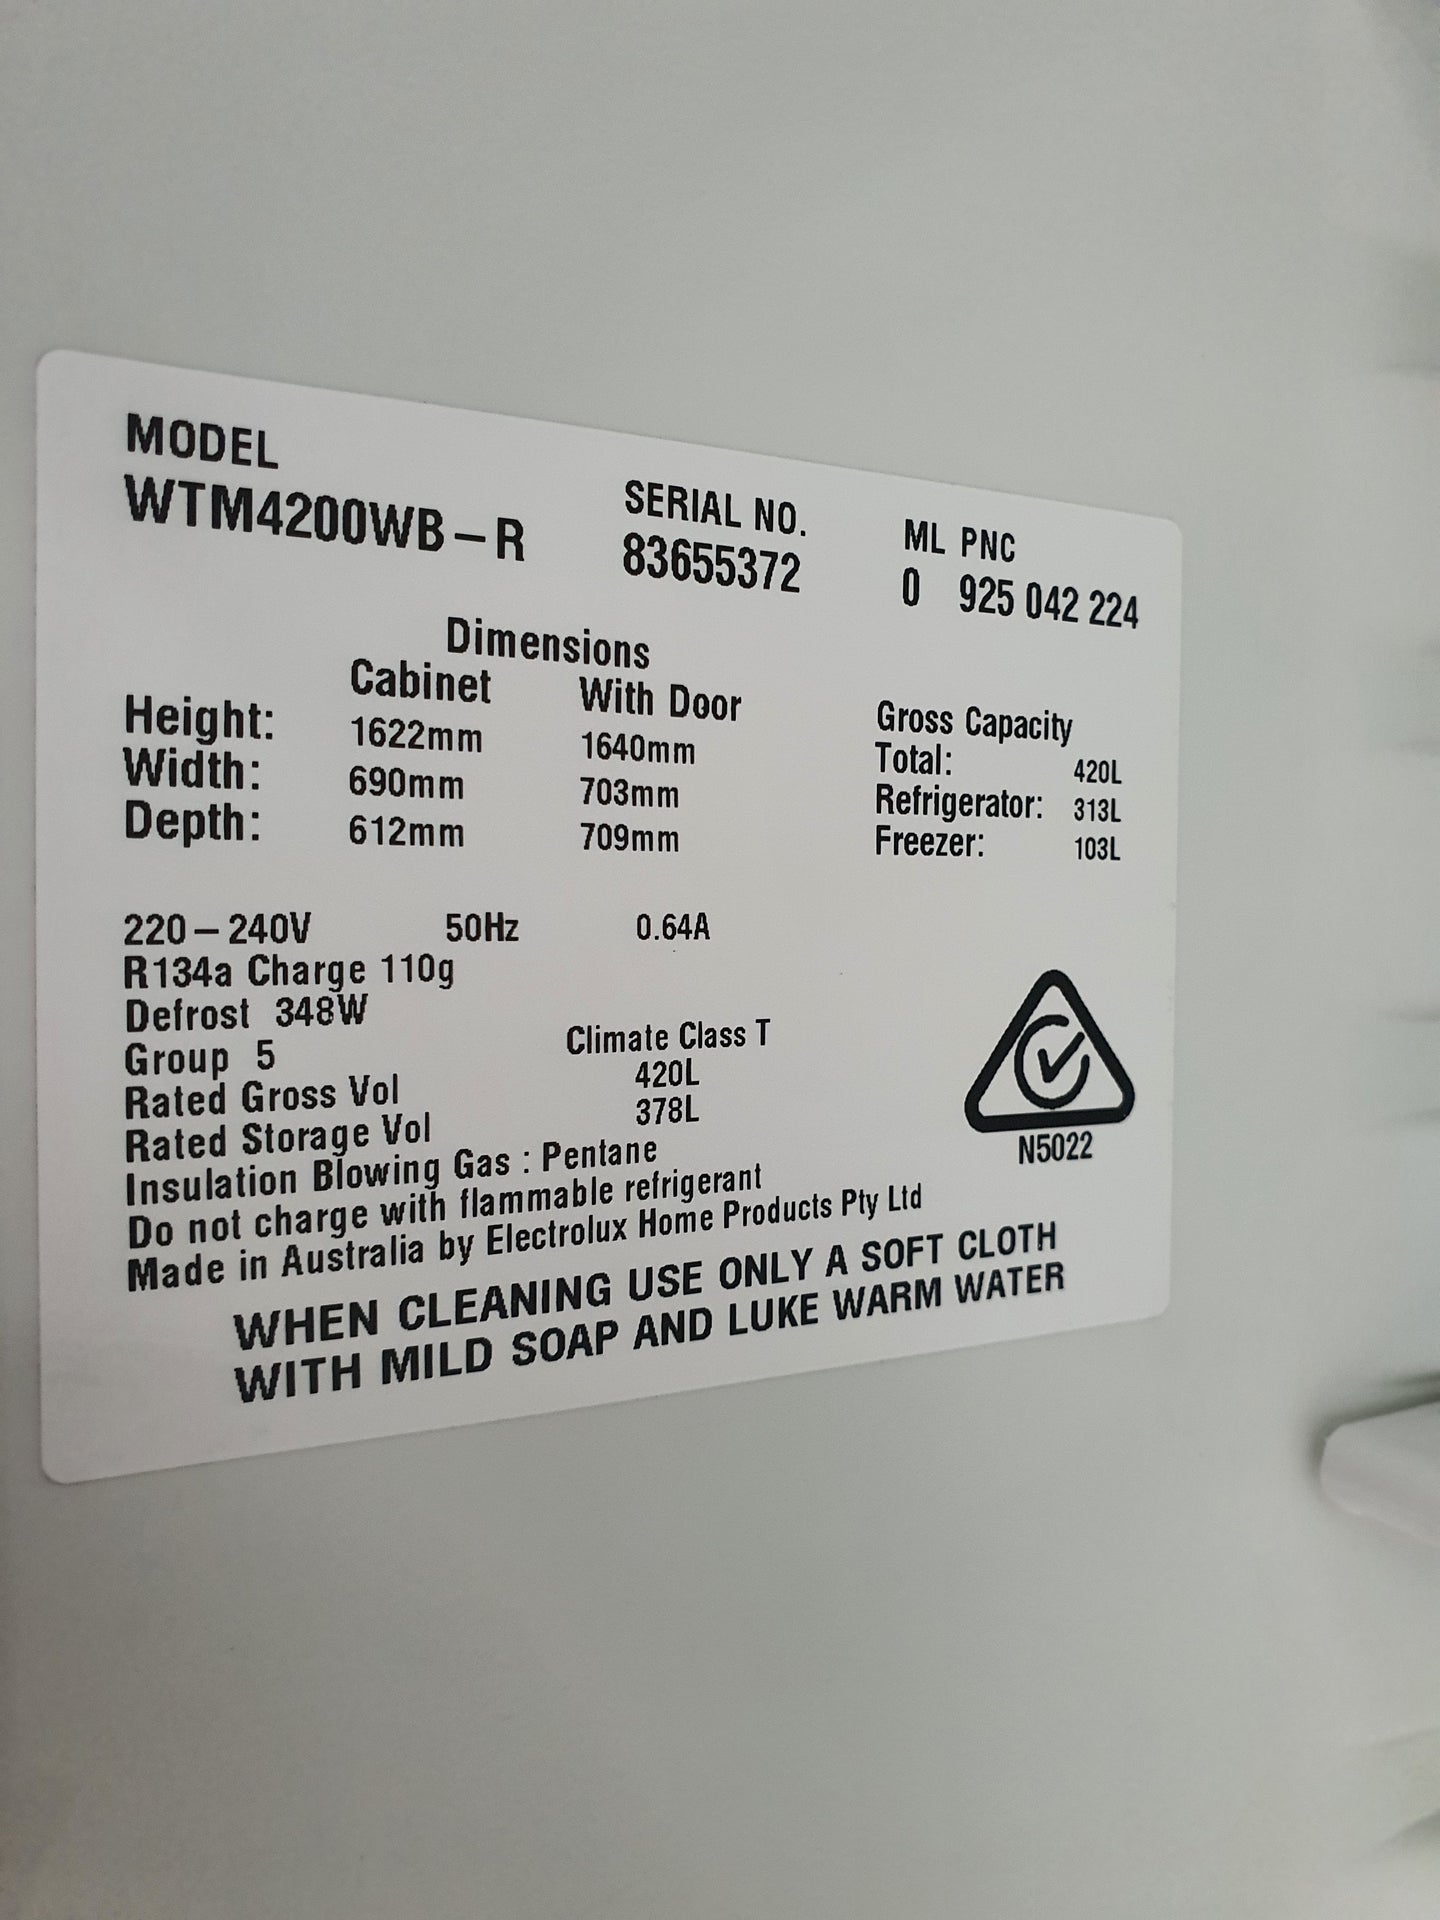 MODEL SERIAL NO. ML PNC
WTM4200WB-R 83655372 0 925 042 224
Dimensions
Cabinet With Door Gross Capacity
Height: 1622mm 1640mm Total: 420L
Width: 690mm 703mm Refrigerator: 313L
Depth: 612mm 709mm Freezer: 103L
220-240V 50Hz 0.64A
R134a Charge 110g
Defrost 348W
Group 5 Climate Class T
Rated Gross Vol 420L
Rated Storage Vol 378L
Insulation Blowing Gas : Pentane
Do not charge with flammable refrigerant
Made in Australia by Electrolux Home Products Pty Ltd
N5022
WHEN CLEANING USE ONLY A SOFT CLOTH
WITH MILD SOAP AND LUKE WARM WATER